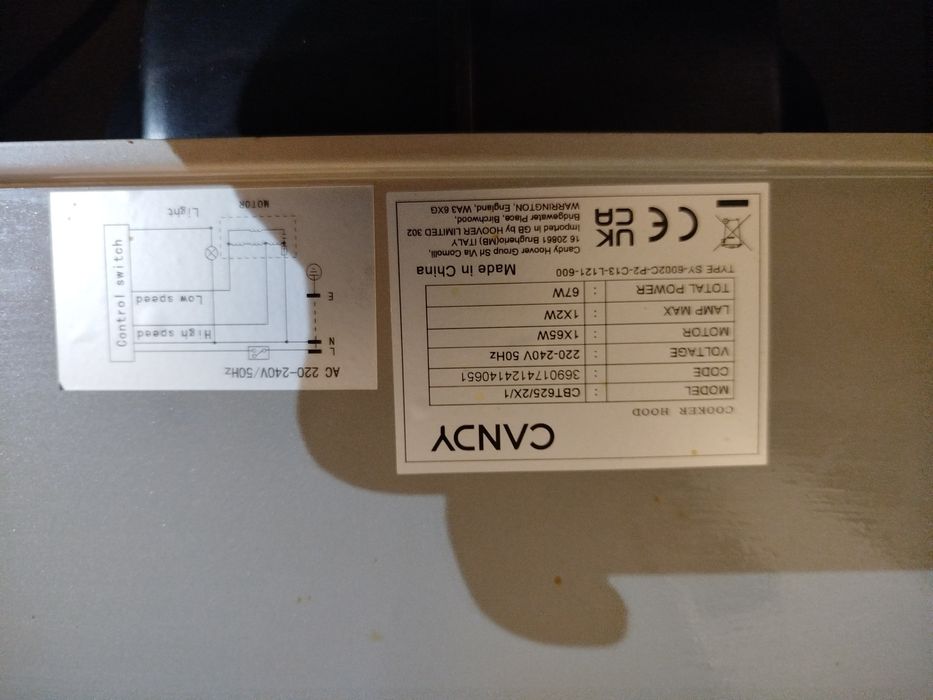 CANDY
COOKER HOOD
MODEL : CBT625/2X/1
CODE : 3690174124140651
VOLTAGE : 220-240V 50Hz
MOTOR : 1X65W
LAMP MAX : 1X2W
TOTAL POWER : 67W
TYPE SY-6002C-P2-C13-L121-600 Made in China
Candy Hoover Group Srl Via Comolli,
16 20861 Brugherio(MB)ITALY
Imported in GB by HOOVER LIMITED 302
Bridgewater Place, Birchwood,
WARRINGTON, England, WA3 6XG
CE
UK
CA
AC 220-240V/50Hz
L
N
E
High speed
Low speed
Control switch
Light
MOTOR